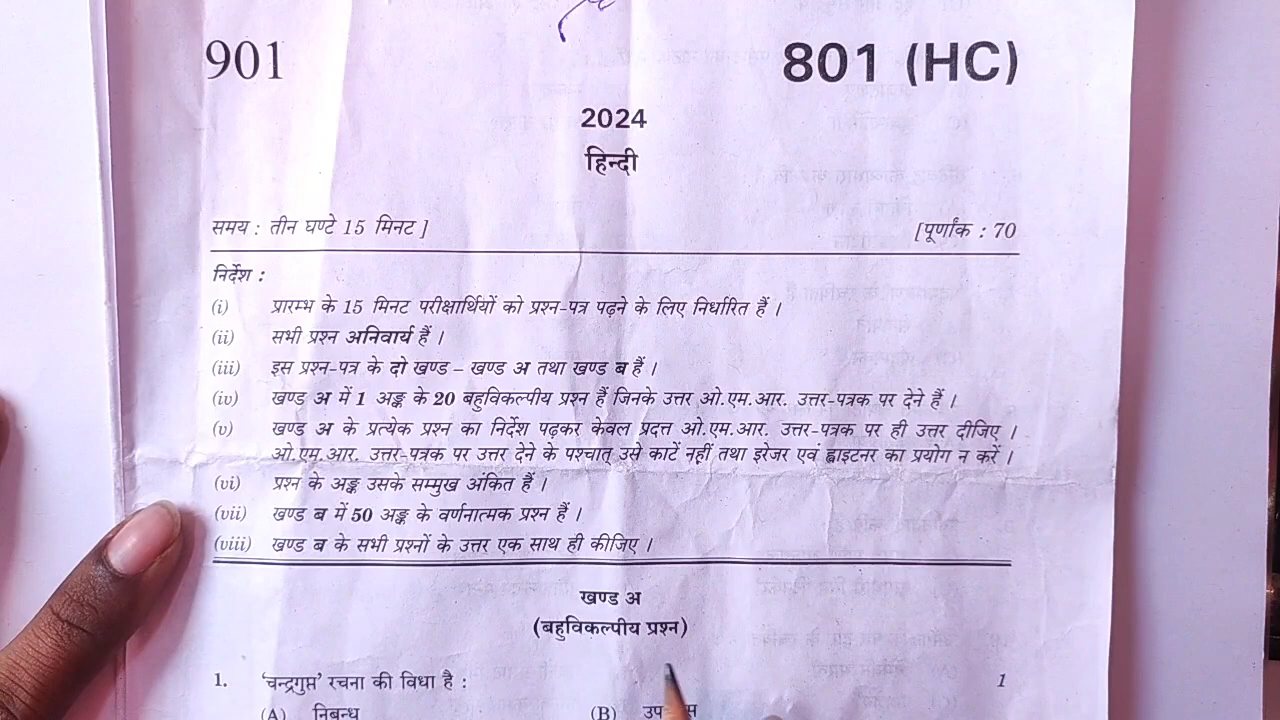 901 801 (HC)
2024
हिन्दी
समय : तीन घण्टे 15 मिनट ] [पूर्णांक : 70
निर्देश :
(i) प्रारम्भ के 15 मिनट परीक्षार्थियों को प्रश्न-पत्र पढ़ने के लिए निर्धारित हैं ।
(ii) सभी प्रश्न अनिवार्य हैं ।
(iii) इस प्रश्न-पत्र के दो खण्ड – खण्ड अ तथा खण्ड ब हैं ।
(iv) खण्ड अ में 1 अङ्क के 20 बहुविकल्पीय प्रश्न हैं जिनके उत्तर ओ.एम.आर. उत्तर-पत्रक पर देने हैं ।
(v) खण्ड अ के प्रत्येक प्रश्न का निर्देश पढ़कर केवल प्रदत्त ओ.एम.आर. उत्तर-पत्रक पर ही उत्तर दीजिए ।
ओ.एम.आर. उत्तर-पत्रक पर उत्तर देने के पश्चात् उसे काटें नहीं तथा इरेजर एवं ह्वाइटनर का प्रयोग न करें ।
(vi) प्रश्न के अङ्क उसके सम्मुख अंकित हैं ।
(vii) खण्ड ब में 50 अङ्क के वर्णनात्मक प्रश्न हैं ।
(viii) खण्ड ब के सभी प्रश्नों के उत्तर एक साथ ही कीजिए ।
खण्ड अ
(बहुविकल्पीय प्रश्न)
1. ‘चन्द्रगुप्त’ रचना की विधा है : 1
(A) निबन्ध (B)